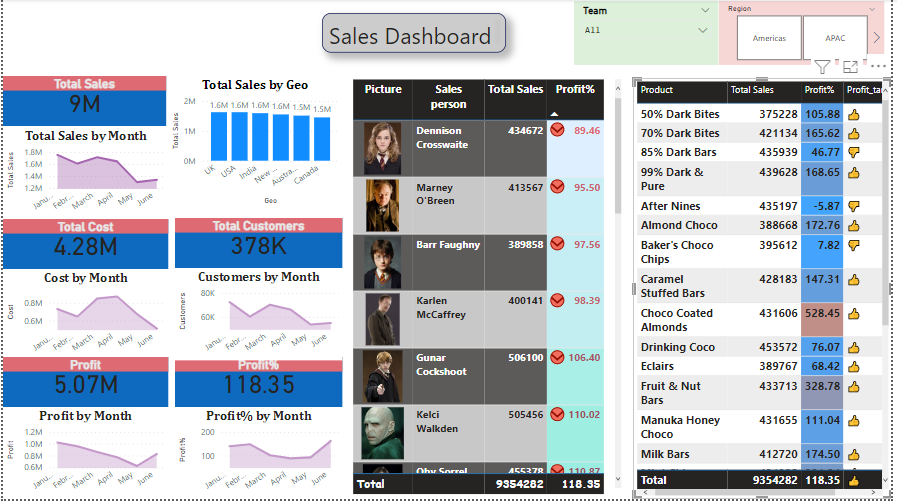 Sales Dashboard
Team
All
Region
Americas
APAC
Total Sales
9M
Total Sales by Month
Total Sales
1.8M
1.6M
1.4M
1.2M
Janu...
Febr...
March
April
May
June
Total Sales by Geo
Total Sales
2M
1M
0M
1.6M 1.6M 1.6M 1.6M 1.5M 1.5M
UK
USA
India
New ...
Austra...
Canada
Geo
Total Cost
4.28M
Cost by Month
Cost
0.8M
0.6M
Janu...
Febr...
March
April
May
June
Total Customers
378K
Customers by Month
Customers
80K
60K
Janu...
Febr...
March
April
May
June
Profit
5.07M
Profit by Month
Profit
1.2M
1.0M
0.8M
0.6M
Janu...
Febr...
March
April
May
June
Profit%
118.35
Profit% by Month
Profit%
200
100
Janu...
Febr...
March
April
May
June
Picture Sales person Total Sales Profit%
Dennison Crosswaite 434672 89.46
Marney O'Breen 413567 95.50
Barr Faughny 389858 97.56
Karlen McCaffrey 400141 98.39
Gunar Cockshoot 506100 106.40
Kelci Walkden 505456 110.02
Oby Sorrel 455378 110.87
Total 9354282 118.35
Product Total Sales Profit% Profit_tar
50% Dark Bites 375228 105.88
70% Dark Bites 421134 165.62
85% Dark Bars 435939 46.77
99% Dark & Pure 439628 168.65
After Nines 435197 -5.87
Almond Choco 388668 172.76
Baker's Choco Chips 395612 7.82
Caramel Stuffed Bars 428183 147.31
Choco Coated Almonds 431606 528.45
Drinking Coco 453572 76.07
Eclairs 389767 68.42
Fruit & Nut Bars 433713 328.78
Manuka Honey Choco 431655 111.04
Milk Bars 412720 174.50
Total 9354282 118.35